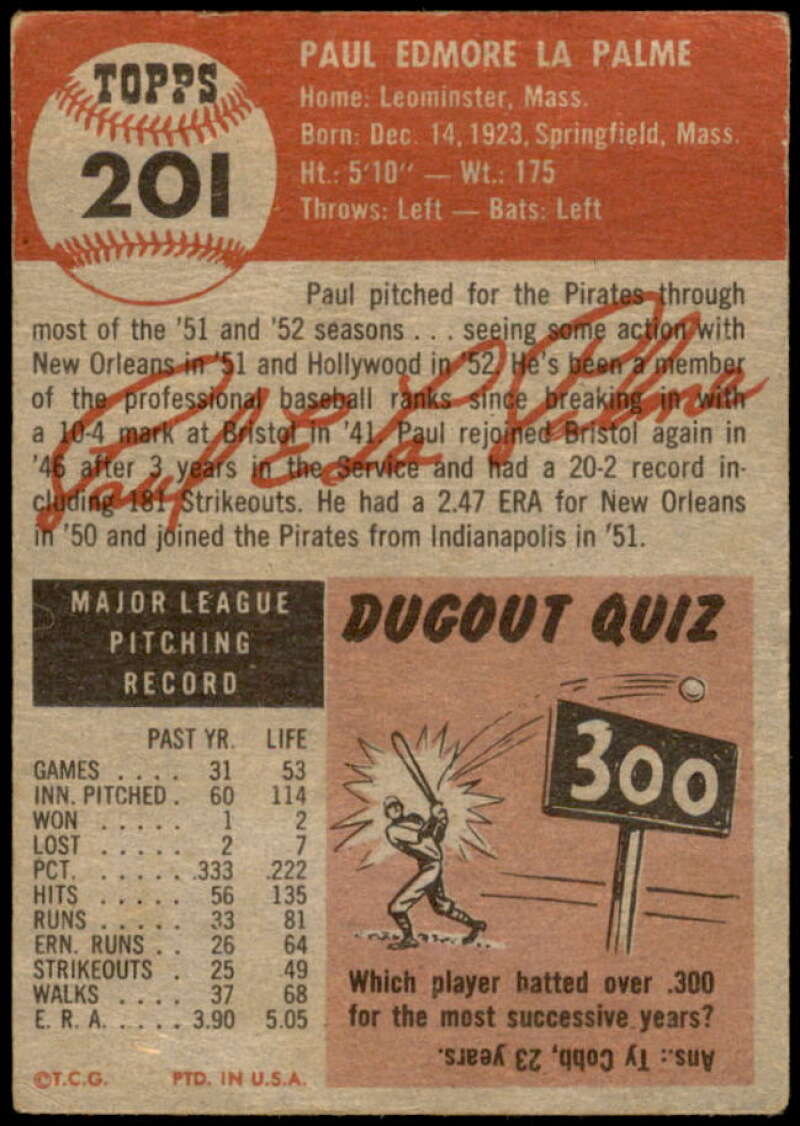 TOPPS
201
PAUL EDMORE LA PALME
Home: Leominster, Mass.
Born: Dec. 14, 1923, Springfield, Mass.
Ht.: 5'10" — Wt.: 175
Throws: Left — Bats: Left
Paul pitched for the Pirates through
most of the '51 and '52 seasons . . . seeing some action with
New Orleans in '51 and Hollywood in '52. He's been a member
of the professional baseball ranks since breaking in with
a 10-4 mark at Bristol in '41. Paul rejoined Bristol again in
'46 after 3 years in the Service and had a 20-2 record in-
cluding 181 Strikeouts. He had a 2.47 ERA for New Orleans
in '50 and joined the Pirates from Indianapolis in '51.
Paul E La Palme
MAJOR LEAGUE
PITCHING
RECORD
PAST YR. LIFE
GAMES . . . . 31 53
INN. PITCHED . 60 114
WON . . . . . 1 2
LOST . . . . . 2 7
PCT. . . . . . .333 .222
HITS . . . . . 56 135
RUNS . . . . . 33 81
ERN. RUNS . . 26 64
STRIKEOUTS . 25 49
WALKS . . . . 37 68
E. R. A. . . . . 3.90 5.05
©T.C.G. PTD. IN U.S.A.
DUGOUT QUIZ
300
Which player batted over .300
for the most successive years?
Ans.: Ty Cobb, 23 years.